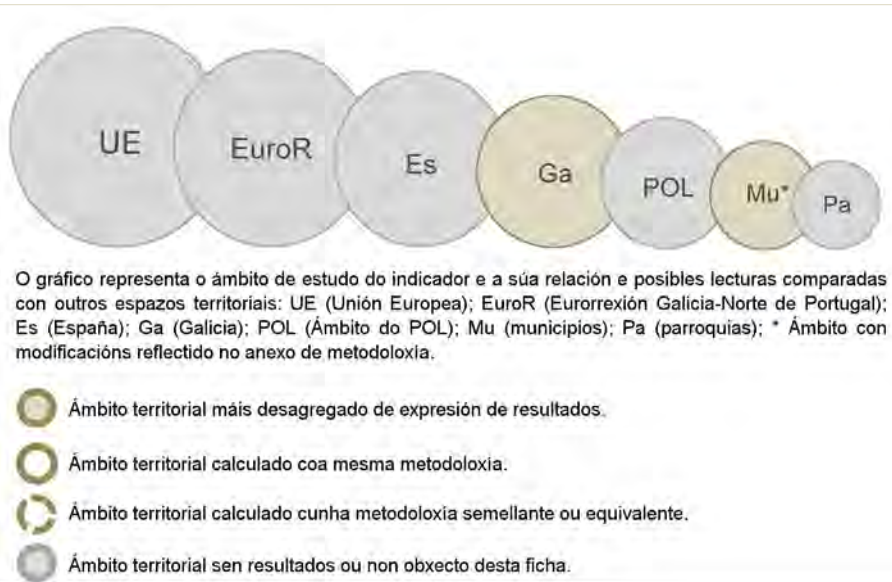 UE EuroR Es Ga POL Mu* Pa
O gráfico representa o ámbito de estudo do indicador e a súa relación e posibles lecturas comparadas
con outros espazos territoriais: UE (Unión Europea); EuroR (Eurorrexión Galicia-Norte de Portugal);
Es (España); Ga (Galicia); POL (Ámbito do POL); Mu (municipios); Pa (parroquias); * Ámbito con
modificacións reflectido no anexo de metodoloxía.
Ámbito territorial máis desagregado de expresión de resultados.
Ámbito territorial calculado coa mesma metodoloxia.
Ámbito territorial calculado cunha metodoloxia semellante ou equivalente.
Ámbito territorial sen resultados ou non obxecto desta ficha.